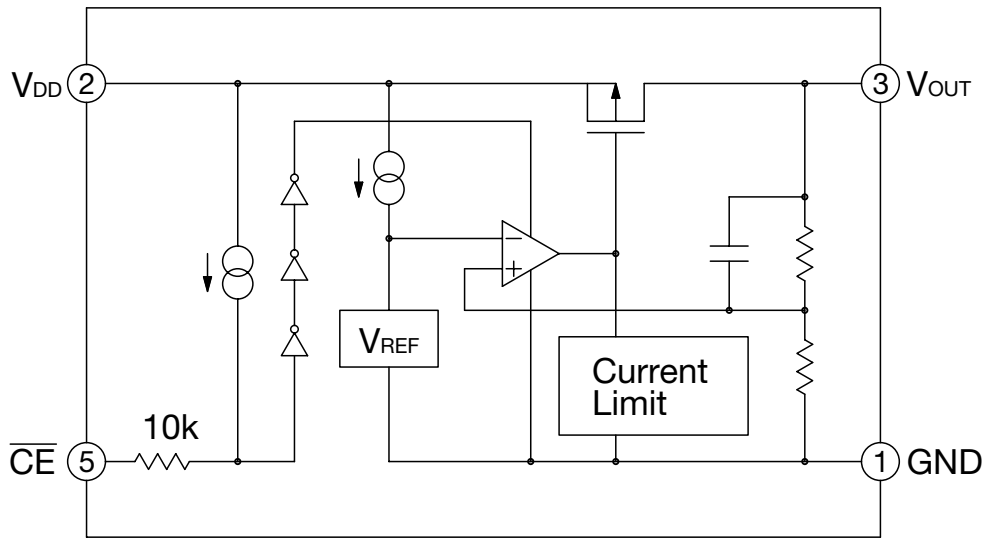 VDD 2
3 VOUT
−
+
VREF
Current
Limit
10k
CE 5
1 GND